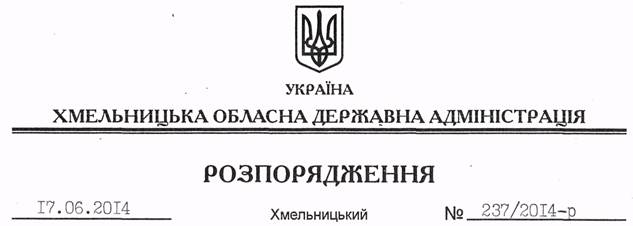 УКРАЇНА
ХМЕЛЬНИЦЬКА ОБЛАСНА ДЕРЖАВНА АДМІНІСТРАЦІЯ
РОЗПОРЯДЖЕННЯ
17.06.2014 Хмельницький № 237/2014-р